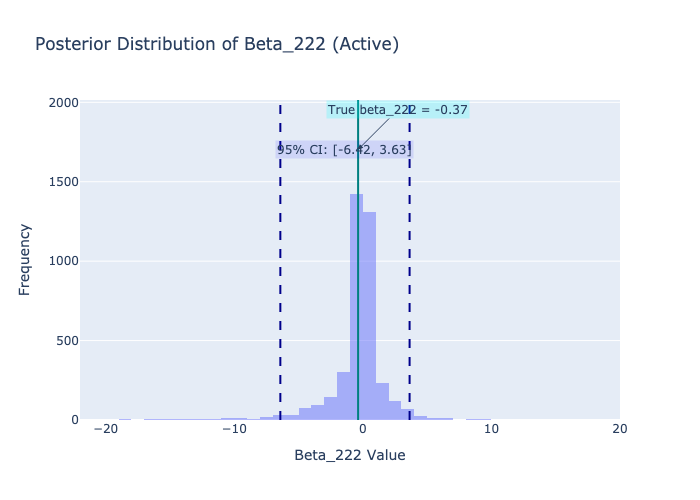 Posterior Distribution of Beta_222 (Active)
2000
True beta_222 = -0.37
95% CI: [-6.42, 3.63]
1500
1000
500
0
Frequency
−20
−10
0
10
20
Beta_222 Value